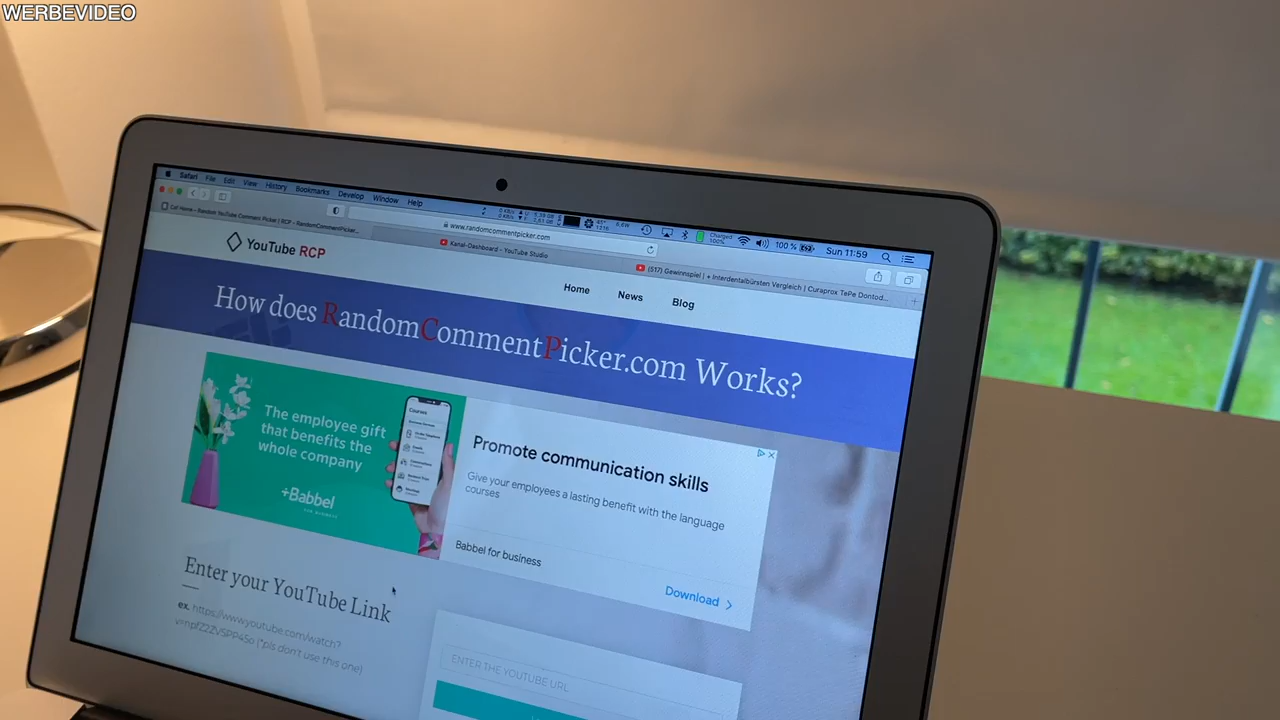 WERBEVIDEO
Safari File Edit View History Bookmarks Develop Window Help
100 % Sun 11:59
www.randomcommentpicker.com
Kanal-Dashboard - YouTube Studio
(517) Gewinnspiel | + Interdentalbürsten Vergleich | Curaprox TePe Dontod...
YouTube RCP
Home News Blog
How does RandomCommentPicker.com Works?
The employee gift
that benefits the
whole company
+Babbel
FOR BUSINESS
Courses
Promote communication skills
Give your employees a lasting benefit with the language
courses
Babbel for business
Download
Enter your YouTube Link
ex. https://www.youtube.com/watch?
(*pls don't use this one)
ENTER THE YOUTUBE URL